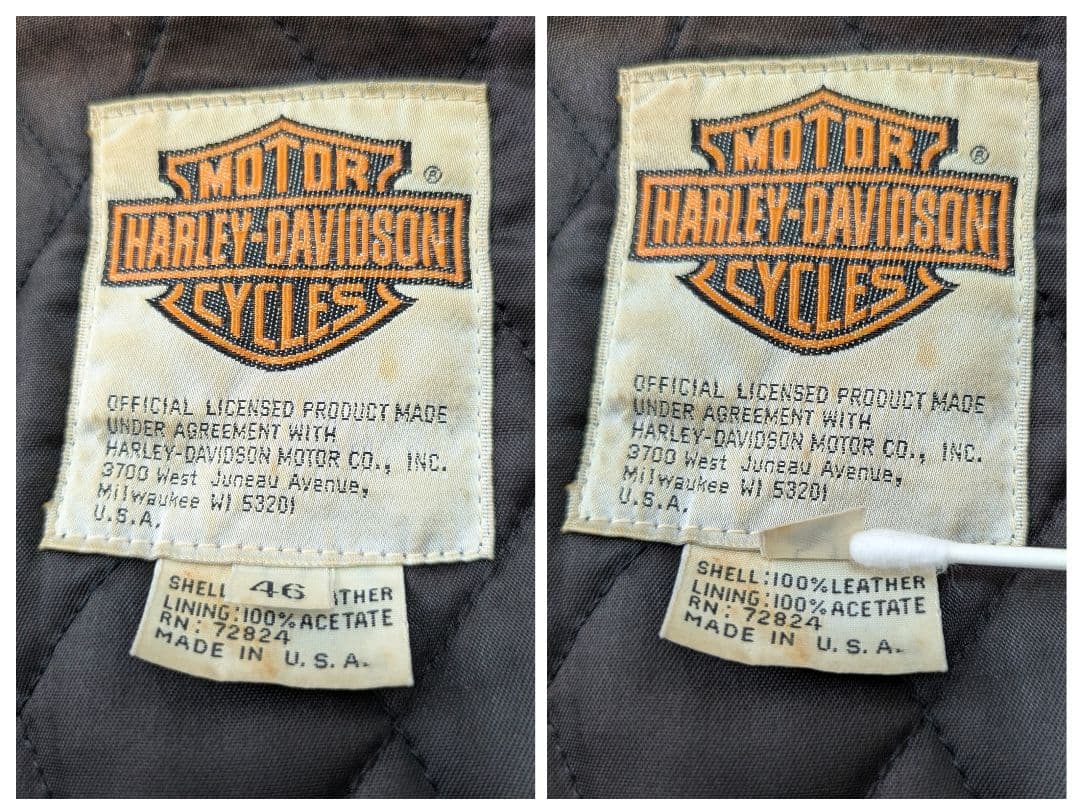 MOTOR
®
HARLEY-DAVIDSON
CYCLES
OFFICIAL LICENSED PRODUCT MADE
UNDER AGREEMENT WITH
HARLEY-DAVIDSON MOTOR CO., INC.
3700 West Juneau Avenue,
Milwaukee WI 53201
U.S.A.
46
SHELL THER
LINING:100% ACETATE
RN: 72824
MADE IN U.S.A.
MOTOR
®
HARLEY-DAVIDSON
CYCLES
OFFICIAL LICENSED PRODUCT MADE
UNDER AGREEMENT WITH
HARLEY-DAVIDSON MOTOR CO., INC.
3700 West Juneau Avenue,
Milwaukee WI 53201
U.S.A.
SHELL:100%LEATHER
LINING:100% ACETATE
RN: 72824
MADE IN U.S.A.